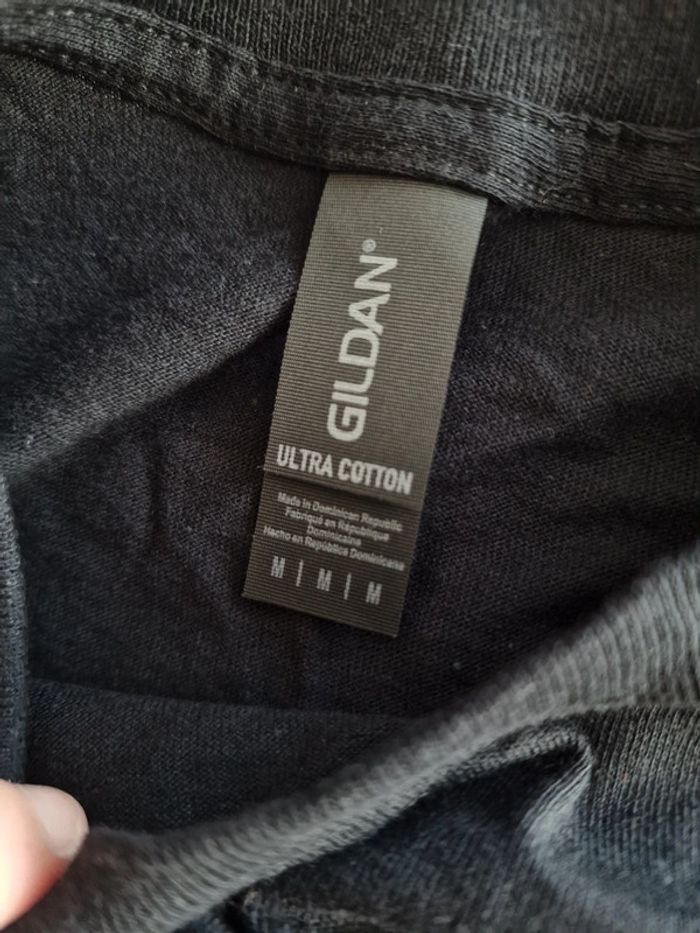 GILDAN®
ULTRA COTTON
Made in Dominican Republic
Fabriqué en République
Dominicaine
Hecho en República Dominicana
M | M | M